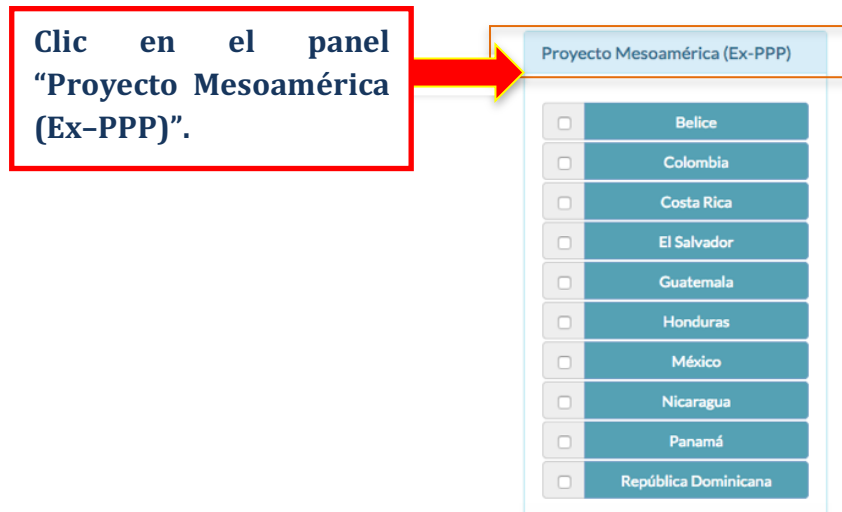 Clic en el panel
“Proyecto Mesoamérica
(Ex–PPP)”.
Proyecto Mesoamérica (Ex-PPP)
Belice
Colombia
Costa Rica
El Salvador
Guatemala
Honduras
México
Nicaragua
Panamá
República Dominicana